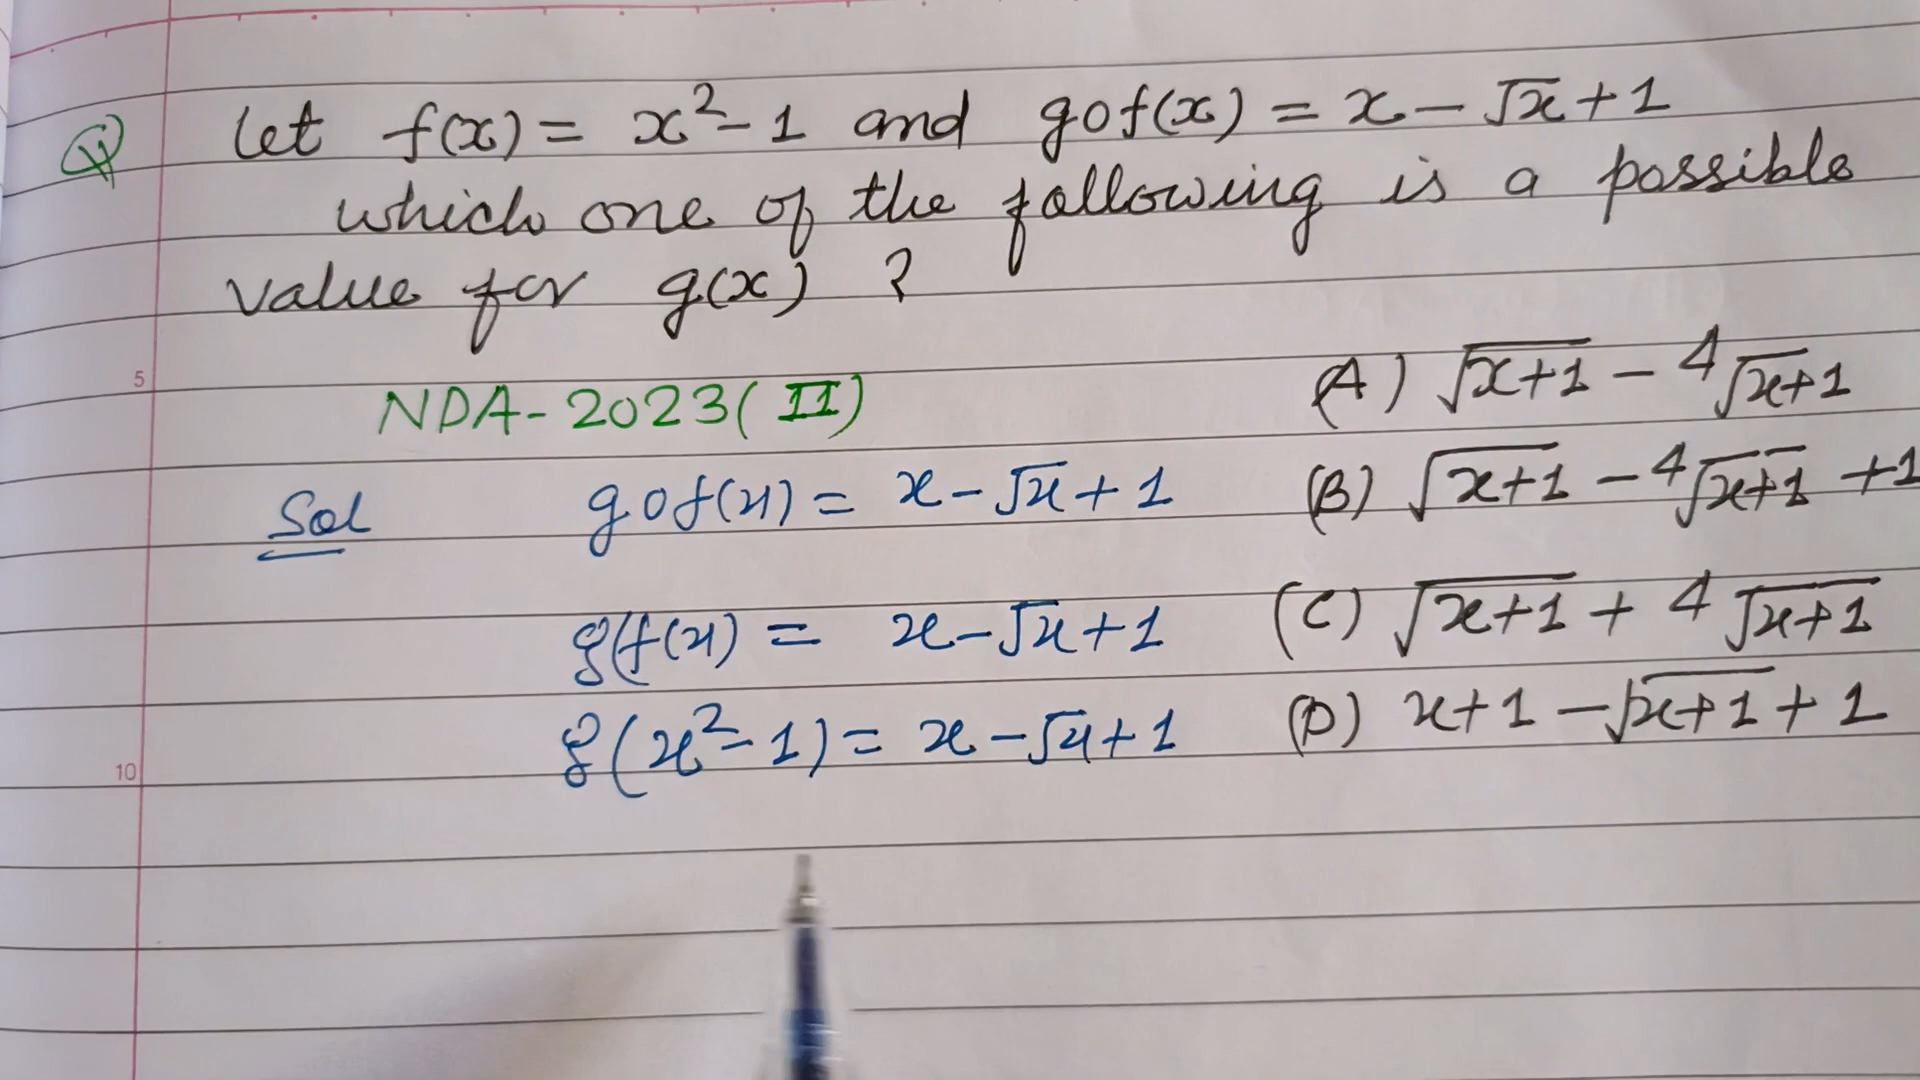 Q let f(x) = x² - 1 and gof(x) = x - √x + 1
which one of the following is a possible
value for g(x) ?
5
NDA - 2023 ( II )
(A) √x+1 - 4√x+1
Sol gof(x) = x - √x + 1
(B) √x+1 - 4√x+1 + 1
g(f(x) = x - √x + 1
(C) √x+1 + 4√x+1
g(x² - 1) = x - √x + 1
(D) x + 1 - √x+1 + 1
10